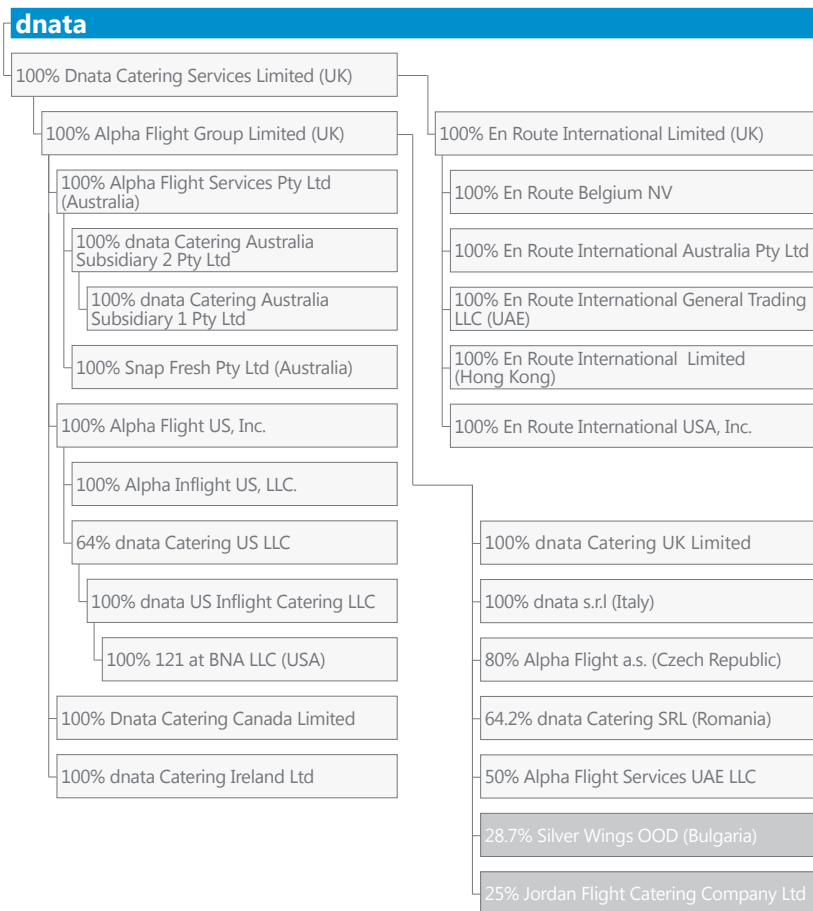 dnata
100% Dnata Catering Services Limited (UK)
100% Alpha Flight Group Limited (UK)
100% Alpha Flight Services Pty Ltd
(Australia)
100% dnata Catering Australia
Subsidiary 2 Pty Ltd
100% dnata Catering Australia
Subsidiary 1 Pty Ltd
100% Snap Fresh Pty Ltd (Australia)
100% Alpha Flight US, Inc.
100% Alpha Inflight US, LLC.
64% dnata Catering US LLC
100% dnata US Inflight Catering LLC
100% 121 at BNA LLC (USA)
100% Dnata Catering Canada Limited
100% dnata Catering Ireland Ltd
100% En Route International Limited (UK)
100% En Route Belgium NV
100% En Route International Australia Pty Ltd
100% En Route International General Trading
LLC (UAE)
100% En Route International Limited
(Hong Kong)
100% En Route International USA, Inc.
100% dnata Catering UK Limited
100% dnata s.r.l (Italy)
80% Alpha Flight a.s. (Czech Republic)
64.2% dnata Catering SRL (Romania)
50% Alpha Flight Services UAE LLC
28.7% Silver Wings OOD (Bulgaria)
25% Jordan Flight Catering Company Ltd